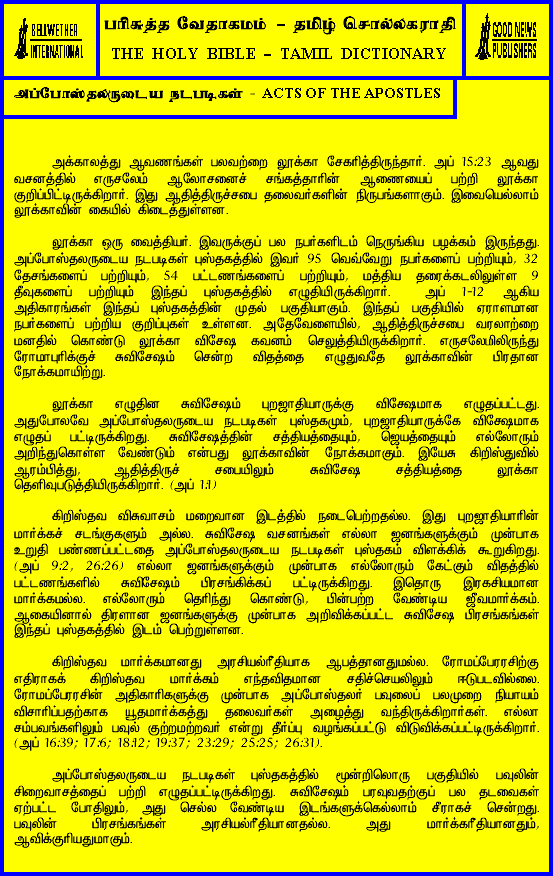 BELLWETHER
INTERNATIONAL
பரிசுத்த வேதாகமம் – தமிழ் சொல்லகராதி
THE HOLY BIBLE – TAMIL DICTIONARY
GOOD NEWS
PUBLISHERS
அப்போஸ்தலருடைய நடபடிகள் - ACTS OF THE APOSTLES
அக்காலத்து ஆவணங்கள் பலவற்றை லூக்கா சேகரித்திருந்தார். அப் 15:23 ஆவது
வசனத்தில் எருசலேம் ஆலோசனைச் சங்கத்தாரின் ஆணையைப் பற்றி லூக்கா
குறிப்பிட்டிருக்கிறார். இது ஆதித்திருச்சபை தலைவர்களின் நிருபங்களாகும். இவையெல்லாம்
லூக்காவின் கையில் கிடைத்துள்ளன.
லூக்கா ஒரு வைத்தியர். இவருக்குப் பல நபர்களிடம் நெருங்கிய பழக்கம் இருந்தது.
அப்போஸ்தலருடைய நடபடிகள் புஸ்தகத்தில் இவர் 95 வெவ்வேறு நபர்களைப் பற்றியும், 32
தேசங்களைப் பற்றியும், 54 பட்டணங்களைப் பற்றியும், மத்திய தரைக்கடலிலுள்ள 9
தீவுகளைப் பற்றியும் இந்தப் புஸ்தகத்தில் எழுதியிருக்கிறார். அப் 1-12 ஆகிய
அதிகாரங்கள் இந்தப் புஸ்தகத்தின் முதல் பகுதியாகும். இந்தப் பகுதியில் ஏராளமான
நபர்களைப் பற்றிய குறிப்புகள் உள்ளன. அதேவேளையில், ஆதித்திருச்சபை வரலாற்றை
மனதில் கொண்டு லூக்கா விசேஷ கவனம் செலுத்தியிருக்கிறார். எருசலேமிலிருந்து
ரோமாபுரிக்குச் சுவிசேஷம் சென்ற விதத்தை எழுதுவதே லூக்காவின் பிரதான
நோக்கமாயிற்று.
லூக்கா எழுதின சுவிசேஷம் புறஜாதியாருக்கு விசேஷமாக எழுதப்பட்டது.
அதுபோலவே அப்போஸ்தலருடைய நடபடிகள் புஸ்தகமும், புறஜாதியாருக்கே விசேஷமாக
எழுதப் பட்டிருக்கிறது. சுவிசேஷத்தின் சத்தியத்தையும், ஜெயத்தையும் எல்லோரும்
அறிந்துகொள்ள வேண்டும் என்பது லூக்காவின் நோக்கமாகும். இயேசு கிறிஸ்துவில்
ஆரம்பித்து, ஆதித்திருச் சபையிலும் சுவிசேஷ சத்தியத்தை லூக்கா
தெளிவுபடுத்தியிருக்கிறார். (அப் 1:1)
கிறிஸ்தவ விசுவாசம் மறைவான இடத்தில் நடைபெற்றதல்ல. இது புறஜாதியாரின்
மார்க்கச் சடங்குகளும் அல்ல. சுவிசேஷ வசனங்கள் எல்லா ஜனங்களுக்கும் முன்பாக
உறுதி பண்ணப்பட்டதை அப்போஸ்தலருடைய நடபடிகள் புஸ்தகம் விளக்கிக் கூறுகிறது.
(அப் 9:2, 26:26) எல்லா ஜனங்களுக்கும் முன்பாக எல்லோரும் கேட்கும் விதத்தில்
பட்டணங்களில் சுவிசேஷம் பிரசங்கிக்கப் பட்டிருக்கிறது. இதொரு இரகசியமான
மார்க்கமல்ல. எல்லோரும் தெரிந்து கொண்டு, பின்பற்ற வேண்டிய ஜீவமார்க்கம்.
ஆகையினால் திரளான ஜனங்களுக்கு முன்பாக அறிவிக்கப்பட்ட சுவிசேஷ பிரசங்கங்கள்
இந்தப் புஸ்தகத்தில் இடம் பெற்றுள்ளன.
கிறிஸ்தவ மார்க்கமானது அரசியல்ரீதியாக ஆபத்தானதுமல்ல. ரோமப்பேரரசிற்கு
எதிராகக் கிறிஸ்தவ மார்க்கம் எந்தவிதமான சதிச்செயலிலும் ஈடுபடவில்லை.
ரோமப்பேரரசின் அதிகாரிகளுக்கு முன்பாக அப்போஸ்தலர் பவுலைப் பலமுறை நியாயம்
விசாரிப்பதற்காக யூதமார்க்கத்து தலைவர்கள் அழைத்து வந்திருக்கிறார்கள். எல்லா
சம்பவங்களிலும் பவுல் குற்றமற்றவர் என்று தீர்ப்பு வழங்கப்பட்டு விடுவிக்கப்பட்டிருக்கிறார்.
(அப் 16:39; 17:6; 18:12; 19:37; 23:29; 25:25; 26:31).
அப்போஸ்தலருடைய நடபடிகள் புஸ்தகத்தில் மூன்றிலொரு பகுதியில் பவுலின்
சிறைவாசத்தைப் பற்றி எழுதப்பட்டிருக்கிறது. சுவிசேஷம் பரவுவதற்குப் பல தடவைகள்
ஏற்பட்ட போதிலும், அது செல்ல வேண்டிய இடங்களுக்கெல்லாம் சீராகச் சென்றது.
பவுலின் பிரசங்கங்கள் அரசியல்ரீதியானதல்ல. அது மார்க்கரீதியானதும்,
ஆவிக்குரியதுமாகும்.